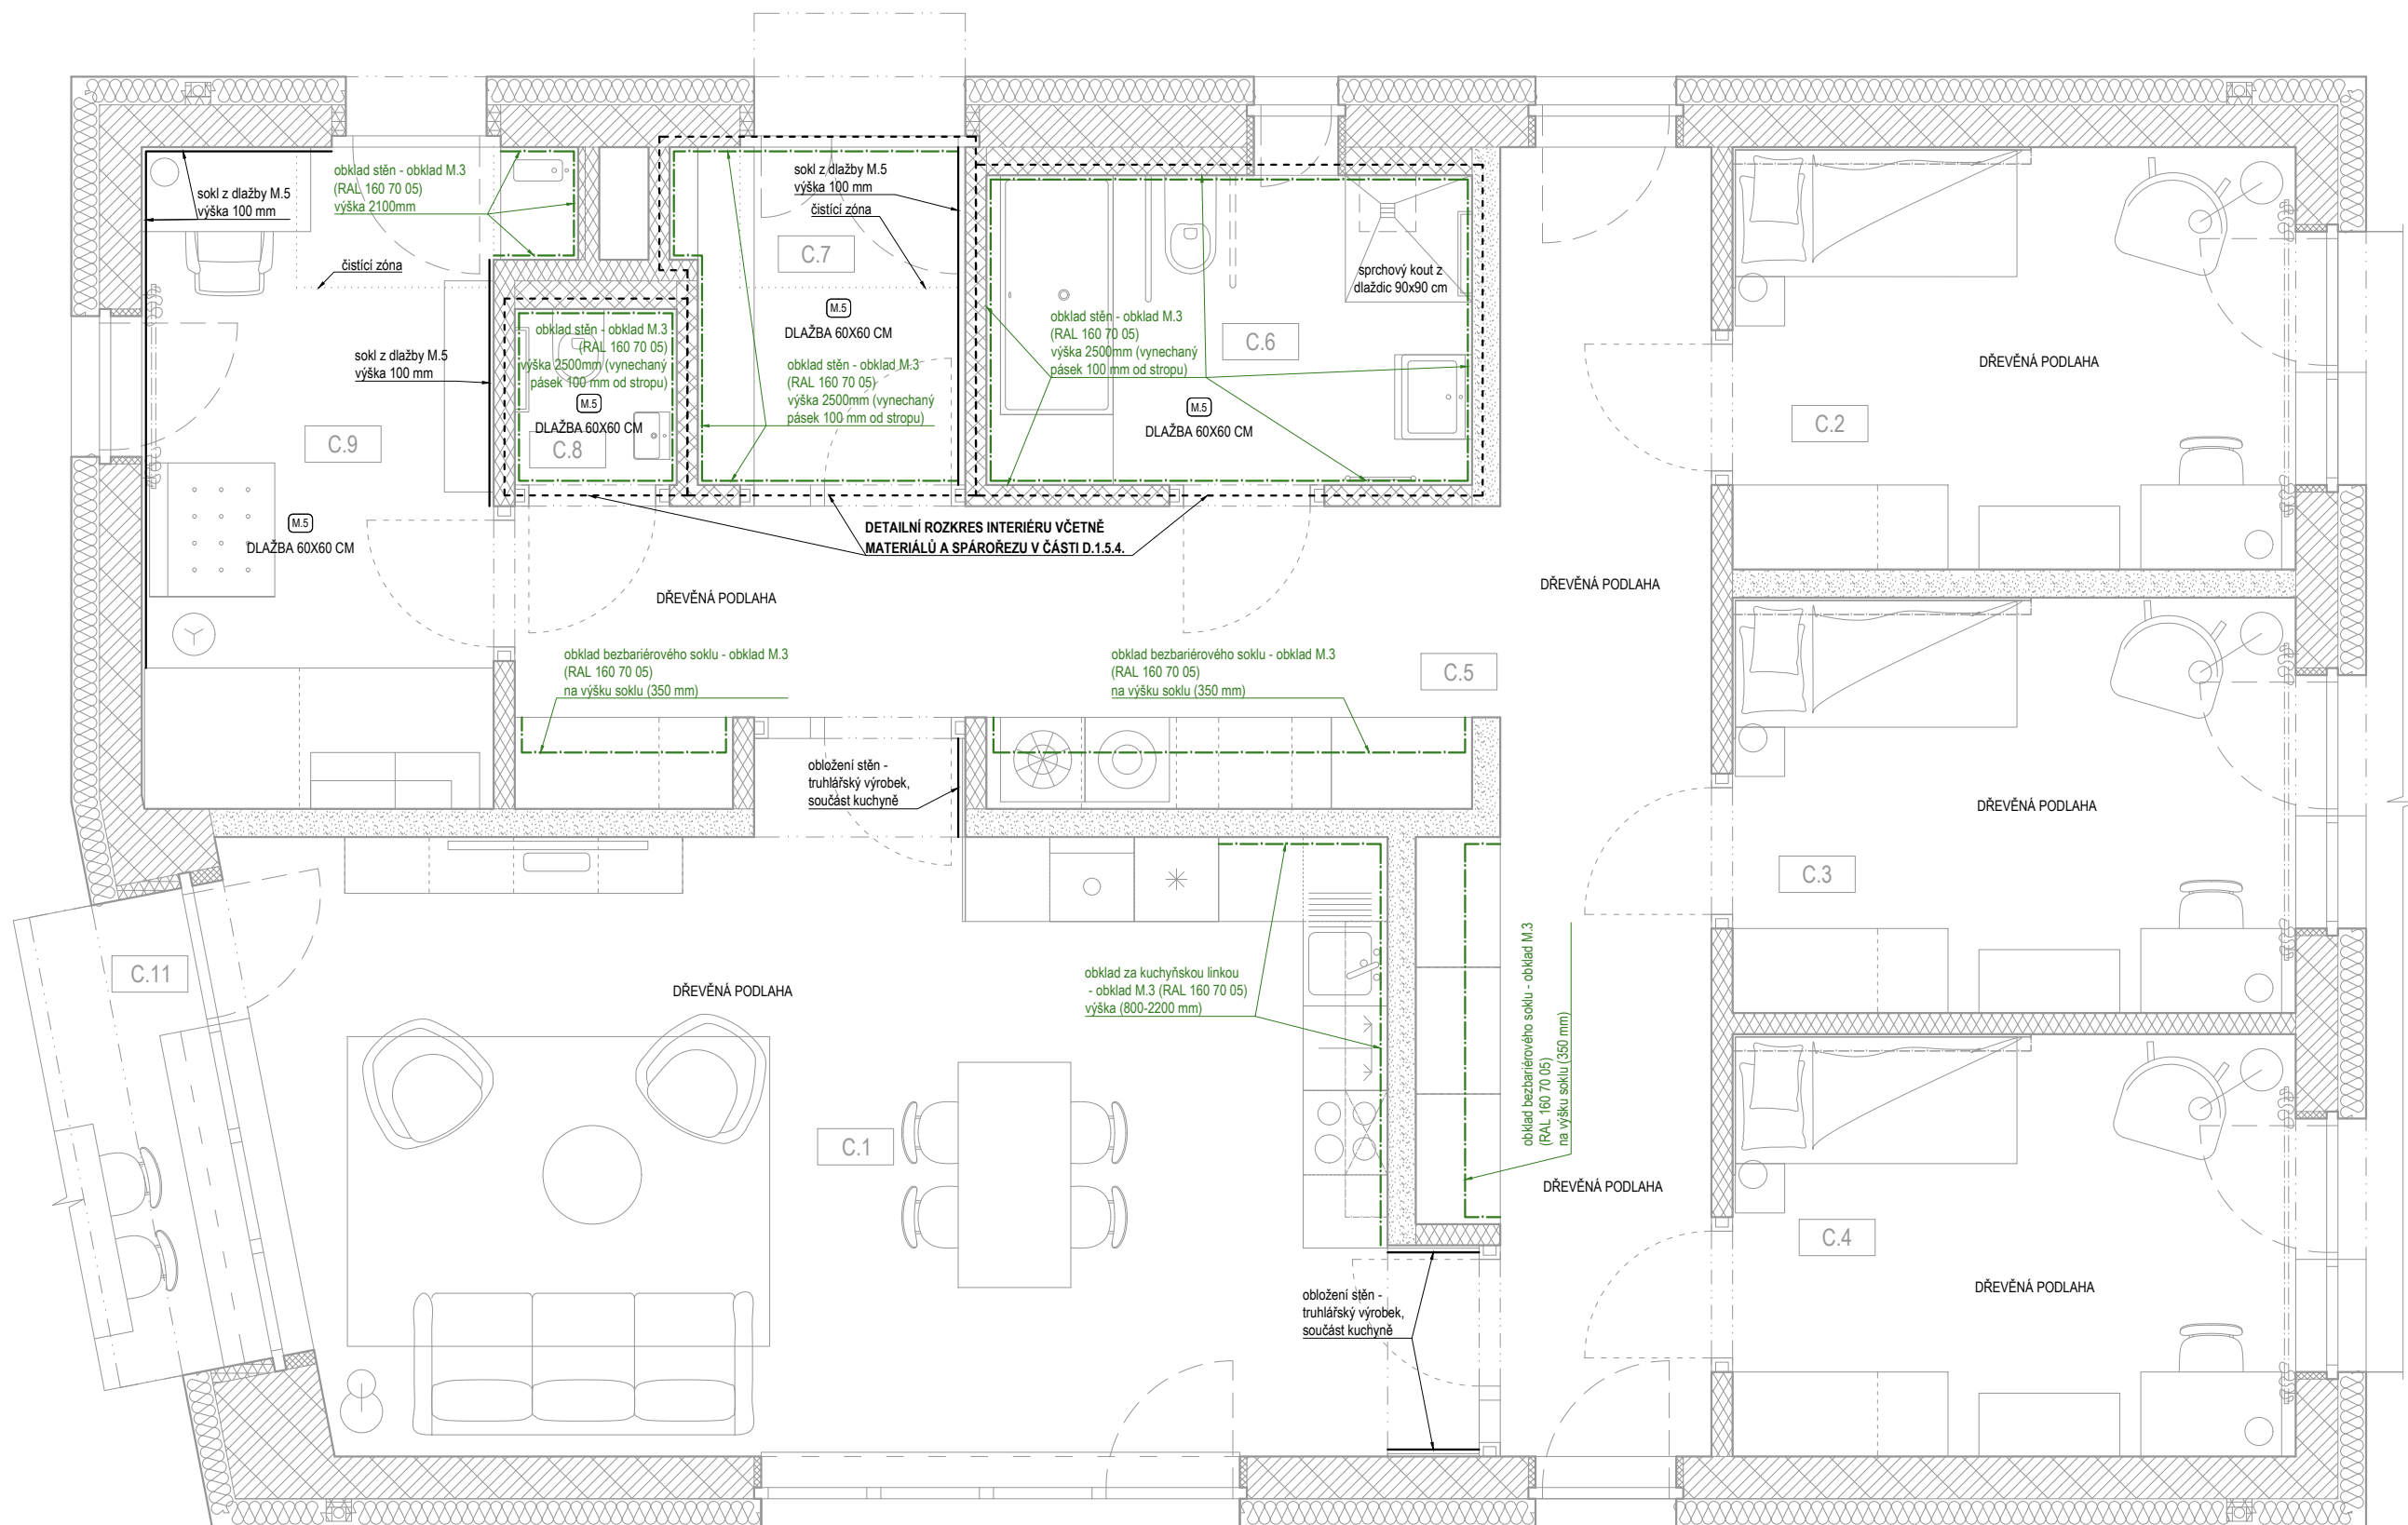 obklad stěn - obklad M.3
(RAL 160 70 05)
výška 2100mm
sokl z dlažby M.5
výška 100 mm
čistící zóna
sokl z dlažby M.5
výška 100 mm
čistící zóna
C.7
M.5
DLAŽBA 60X60 CM
obklad stěn - obklad M.3
(RAL 160 70 05)
výška 2500mm (vynechaný
pásek 100 mm od stropu)
sprchový kout z
dlaždic 90x90 cm
obklad stěn - obklad M.3
(RAL 160 70 05)
výška 2500mm (vynechaný
pásek 100 mm od stropu)
C.6
M.5
DLAŽBA 60X60 CM
sokl z dlažby M.5
výška 100 mm
obklad stěn - obklad M.3
(RAL 160 70 05)
výška 2500mm (vynechaný
pásek 100 mm od stropu)
M.5
DLAŽBA 60X60 CM
C.8
C.9
M.5
DLAŽBA 60X60 CM
DETAILNÍ ROZKRES INTERIÉRU VČETNĚ
MATERIÁLŮ A SPÁROŘEZU V ČÁSTI D.1.5.4.
DŘEVĚNÁ PODLAHA
C.2
DŘEVĚNÁ PODLAHA
DŘEVĚNÁ PODLAHA
obklad bezbariérového soklu - obklad M.3
(RAL 160 70 05)
na výšku soklu (350 mm)
obklad bezbariérového soklu - obklad M.3
(RAL 160 70 05)
na výšku soklu (350 mm)
C.5
obložení stěn -
truhlářský výrobek,
součást kuchyně
DŘEVĚNÁ PODLAHA
C.3
C.11
DŘEVĚNÁ PODLAHA
obklad za kuchyňskou linkou
- obklad M.3 (RAL 160 70 05)
výška (800-2200 mm)
obklad bezbariérového soklu - obklad M.3
(RAL 160 70 05)
na výšku soklu (350 mm)
C.1
DŘEVĚNÁ PODLAHA
C.4
DŘEVĚNÁ PODLAHA
obložení stěn -
truhlářský výrobek,
součást kuchyně